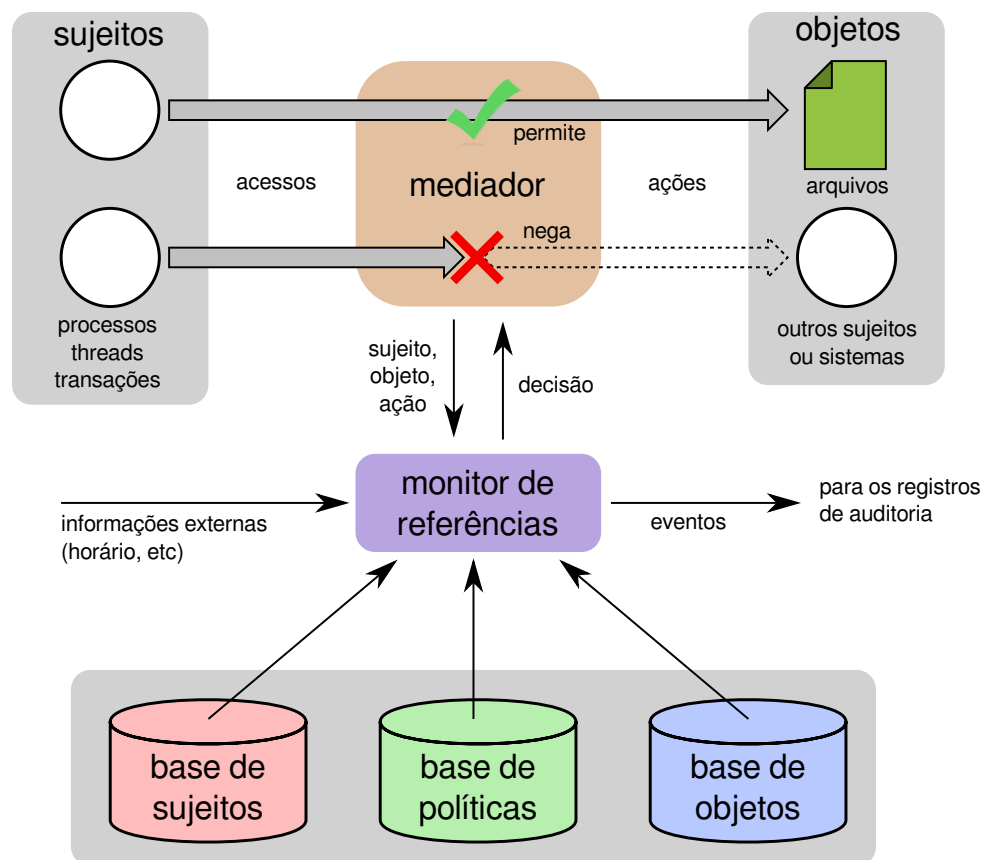 sujeitos
objetos
permite
acessos
mediador
ações
arquivos
nega
processos
threads
transações
outros sujeitos
ou sistemas
sujeito,
objeto,
ação
decisão
monitor de
referências
informações externas
(horário, etc)
eventos
para os registros
de auditoria
base de
sujeitos
base de
políticas
base de
objetos